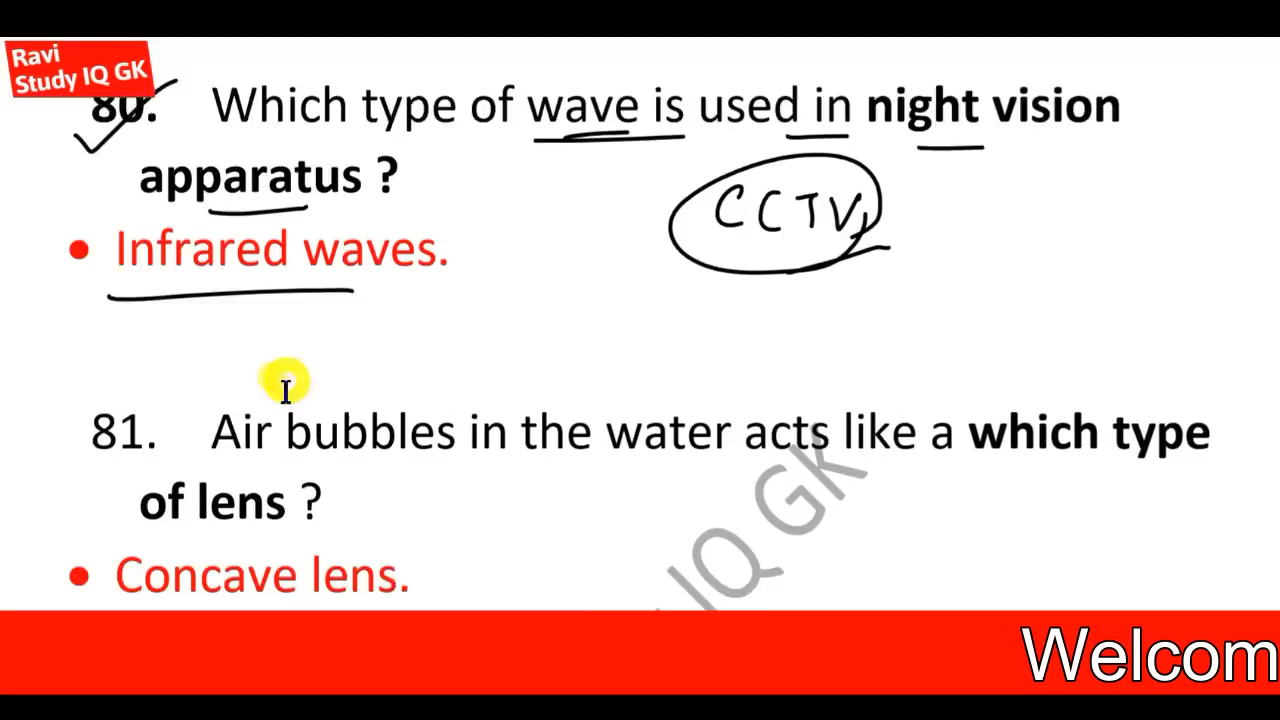 Ravi
Study IQ GK
80. Which type of wave is used in night vision
apparatus ?
CCTV
• Infrared waves.
81. Air bubbles in the water acts like a which type
of lens ?
• Concave lens.
IQ GK
Welcom